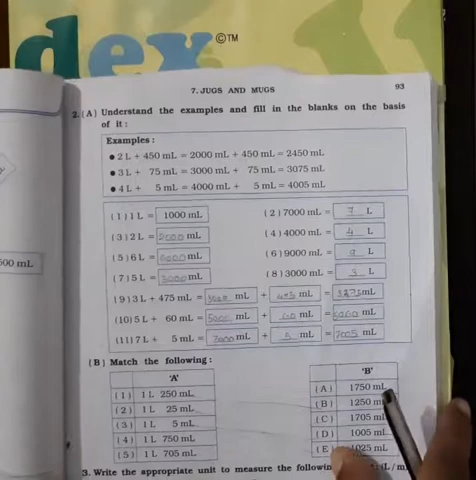 dex ©TM
7. JUGS AND MUGS 93
2. (A) Understand the examples and fill in the blanks on the basis
of it :
Examples :
• 2 L + 450 mL = 2000 mL + 450 mL = 2450 mL
• 3 L + 75 mL = 3000 mL + 75 mL = 3075 mL
• 4 L + 5 mL = 4000 mL + 5 mL = 4005 mL
(1) 1 L = 1000 mL (2) 7000 mL = 7 L
(3) 2 L = 2000 mL (4) 4000 mL = 4 L
(5) 6 L = 6000 mL (6) 9000 mL = 9 L
(7) 5 L = 5000 mL (8) 3000 mL = 3 L
(9) 3 L + 475 mL = 3000 mL + 475 mL = 3475 mL
(10) 5 L + 60 mL = 5000 mL + 60 mL = 5060 mL
(11) 7 L + 5 mL = 7000 mL + 5 mL = 7005 mL
500 mL
(B) Match the following :
'A' 'B'
(1) 1 L 250 mL (A) 1750 mL
(2) 1 L 25 mL (B) 1250 mL
(3) 1 L 5 mL (C) 1705 mL
(4) 1 L 750 mL (D) 1005 mL
(5) 1 L 705 mL (E) 1025 mL
3. Write the appropriate unit to measure the (L / m